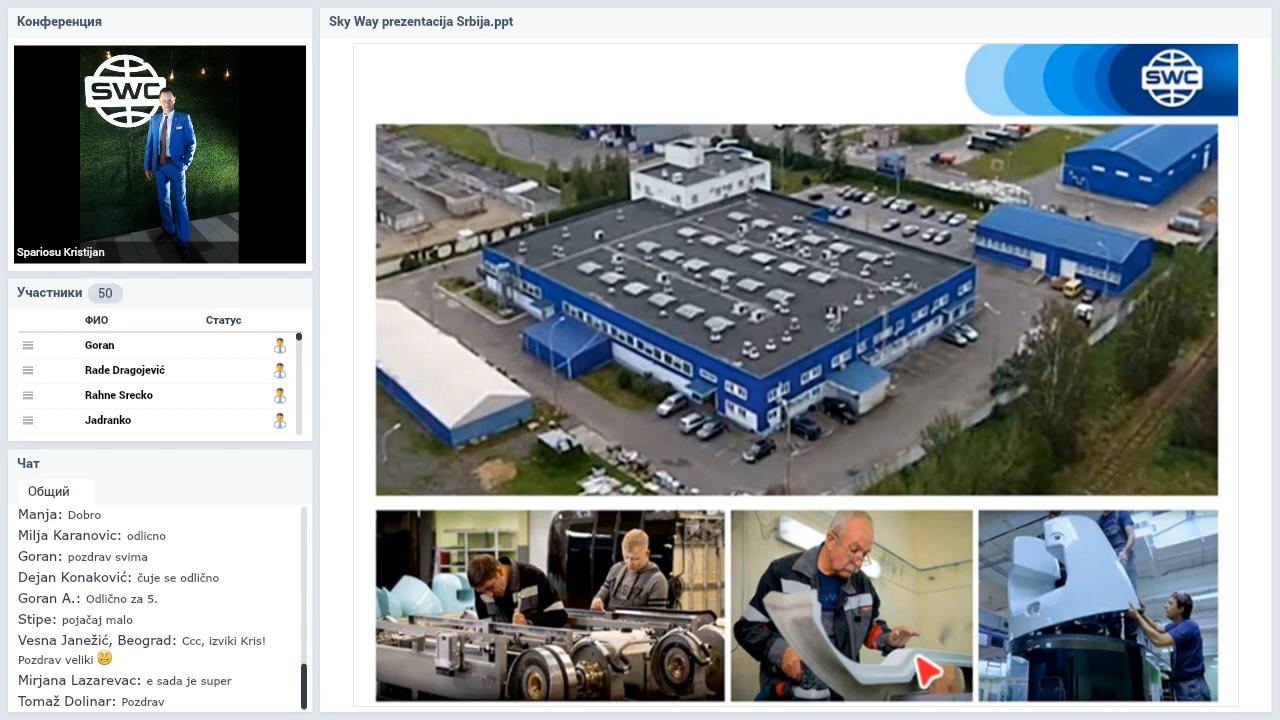 Конференция
SWC
Spariosu Kristijan
Участники 50
ФИО Статус
Goran
Rade Dragojević
Rahne Srecko
Jadranko
Чат
Общий
Manja: Dobro
Milja Karanovic: odlicno
Goran: pozdrav svima
Dejan Konaković: čuje se odlično
Goran A.: Odlično za 5.
Stipe: pojačaj malo
Vesna Janežić, Beograd: Ccc, izviki Kris!
Pozdrav veliki
Mirjana Lazarevac: e sada je super
Tomaž Dolinar: Pozdrav
Sky Way prezentacija Srbija.ppt
SWC